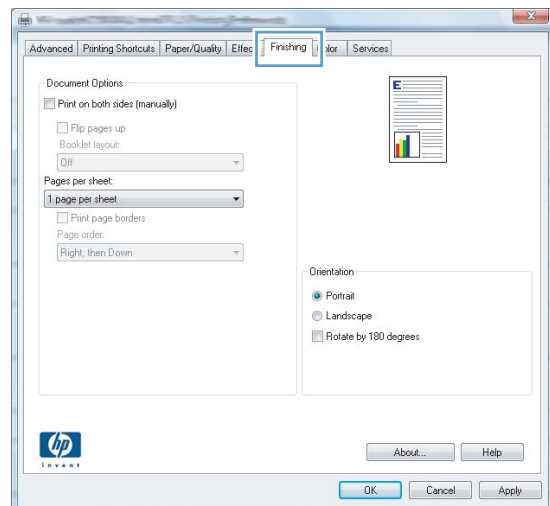 Advanced Printing Shortcuts Paper/Quality Effec Finishing olor Services
Document Options
Print on both sides (manually)
Flip pages up
Booklet layout:
Off
Pages per sheet:
1 page per sheet
Print page borders
Page order:
Right, then Down
E
Orientation
Portrait
Landscape
Rotate by 180 degrees
hp
invent
About... Help
OK Cancel Apply